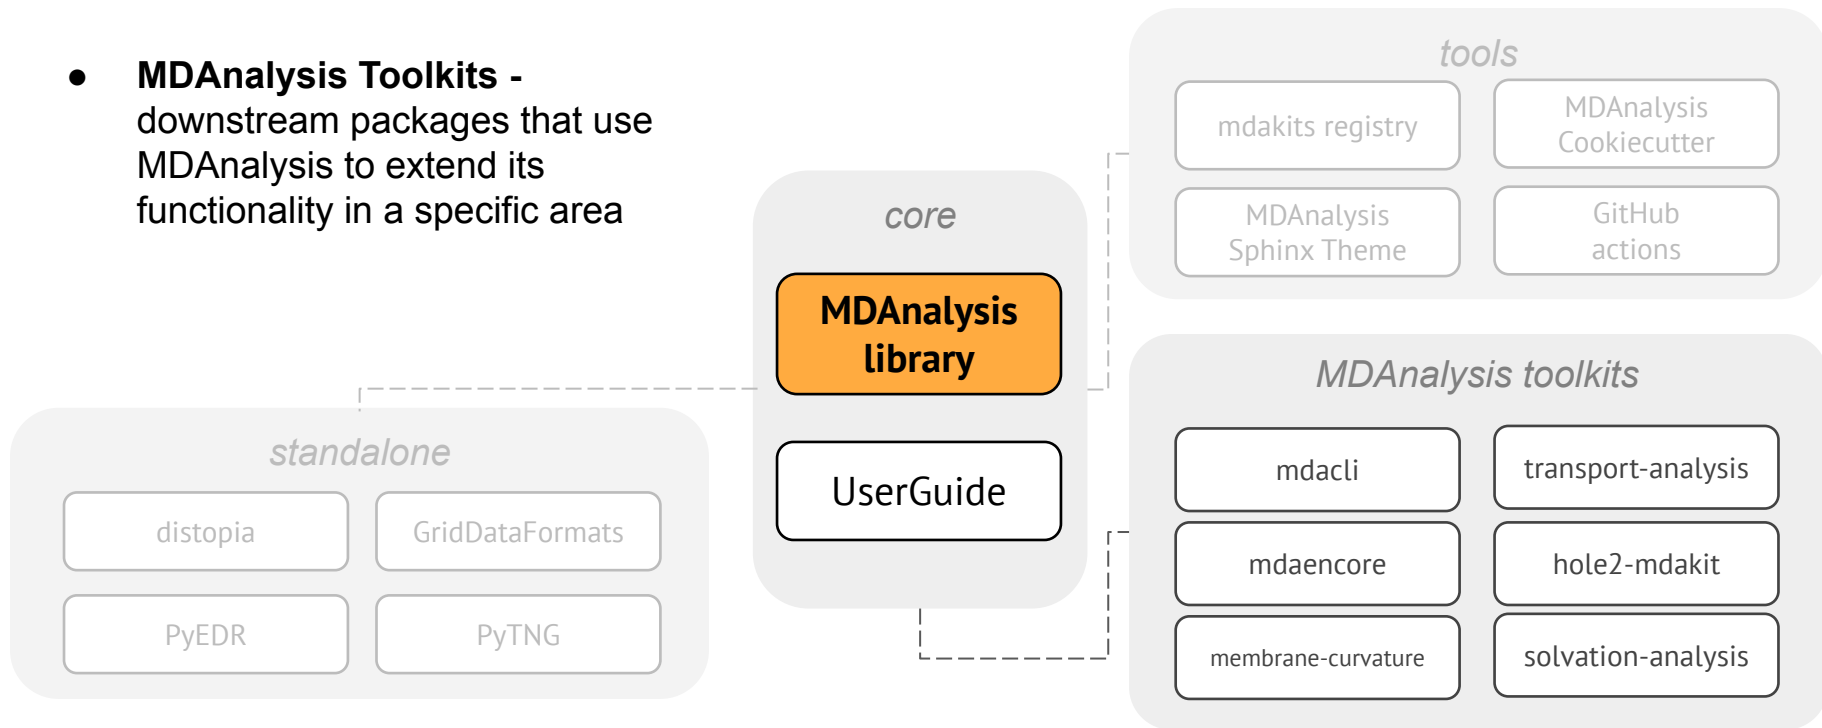 ● MDAnalysis Toolkits -
downstream packages that use
MDAnalysis to extend its
functionality in a specific area
tools
mdakits registry
MDAnalysis
Cookiecutter
MDAnalysis
Sphinx Theme
GitHub
actions
core
MDAnalysis
library
UserGuide
standalone
distopia
GridDataFormats
PyEDR
PyTNG
MDAnalysis toolkits
mdacli
transport-analysis
mdaencore
hole2-mdakit
membrane-curvature
solvation-analysis